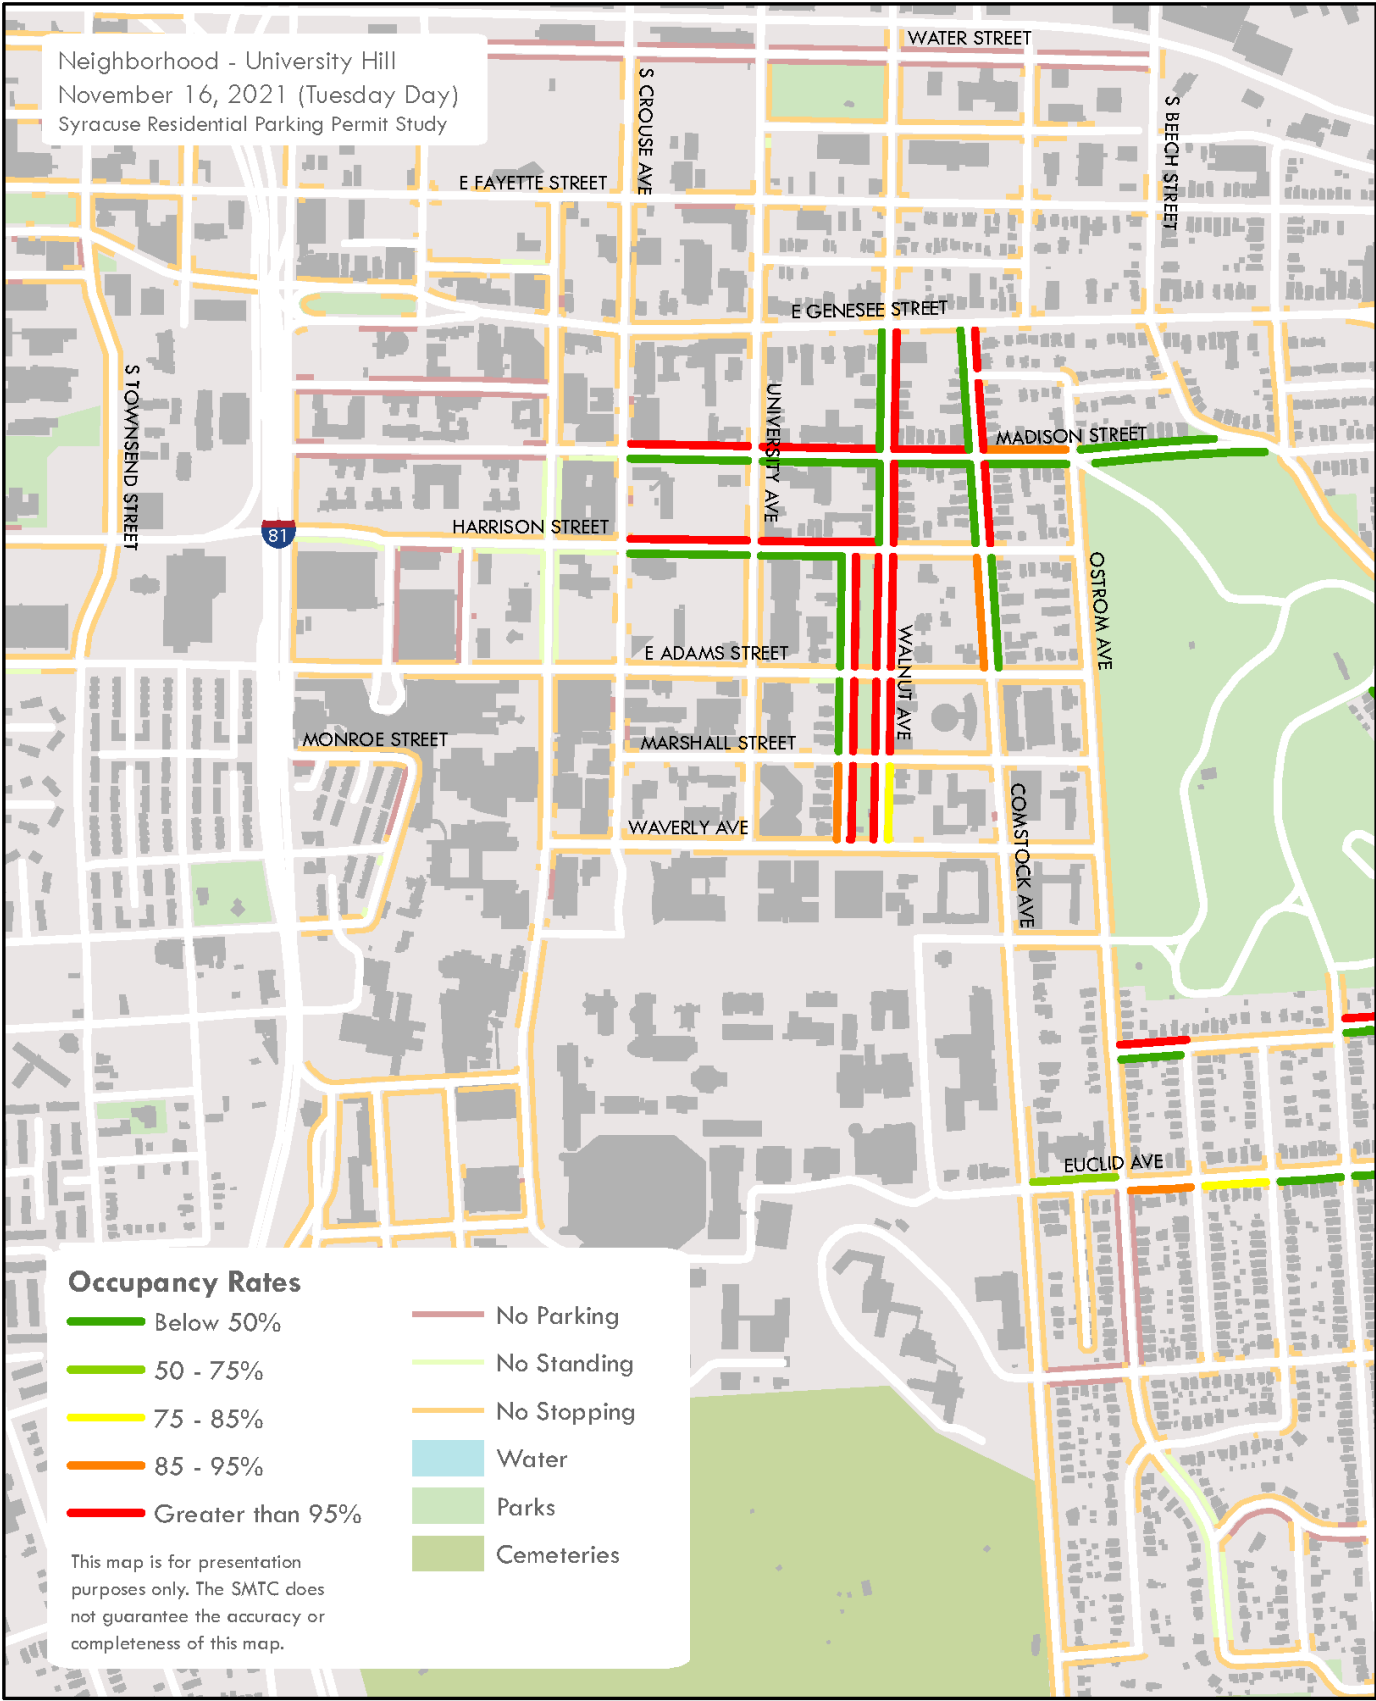 Neighborhood - University Hill
November 16, 2021 (Tuesday Day)
Syracuse Residential Parking Permit Study
WATER STREET
S CROUSE AVE
S BEECH STREET
E FAYETTE STREET
E GENESEE STREET
S TOWNSEND STREET
UNIVERSITY AVE
MADISON STREET
HARRISON STREET
81
OSTROM AVE
E ADAMS STREET
WALNUT AVE
MONROE STREET
MARSHALL STREET
COMSTOCK AVE
WAVERLY AVE
EUCLID AVE
Occupancy Rates
Below 50%
50 - 75%
75 - 85%
85 - 95%
Greater than 95%
No Parking
No Standing
No Stopping
Water
Parks
Cemeteries
This map is for presentation
purposes only. The SMTC does
not guarantee the accuracy or
completeness of this map.